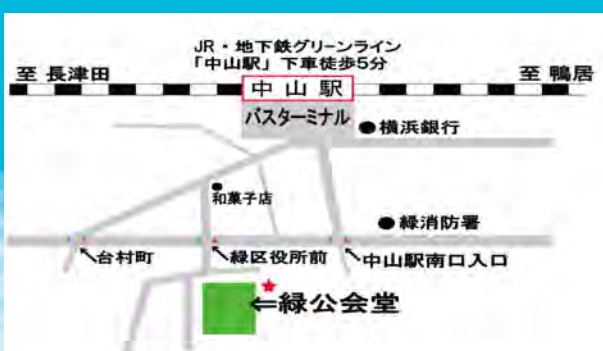 JR・地下鉄グリーンライン
「中山駅」下車徒歩5分
至 長津田
至 鴨居
中 山 駅
バスターミナル
●横浜銀行
和菓子店
●緑消防署
台村町
緑区役所前
中山駅南口入口
★
⇐緑公会堂